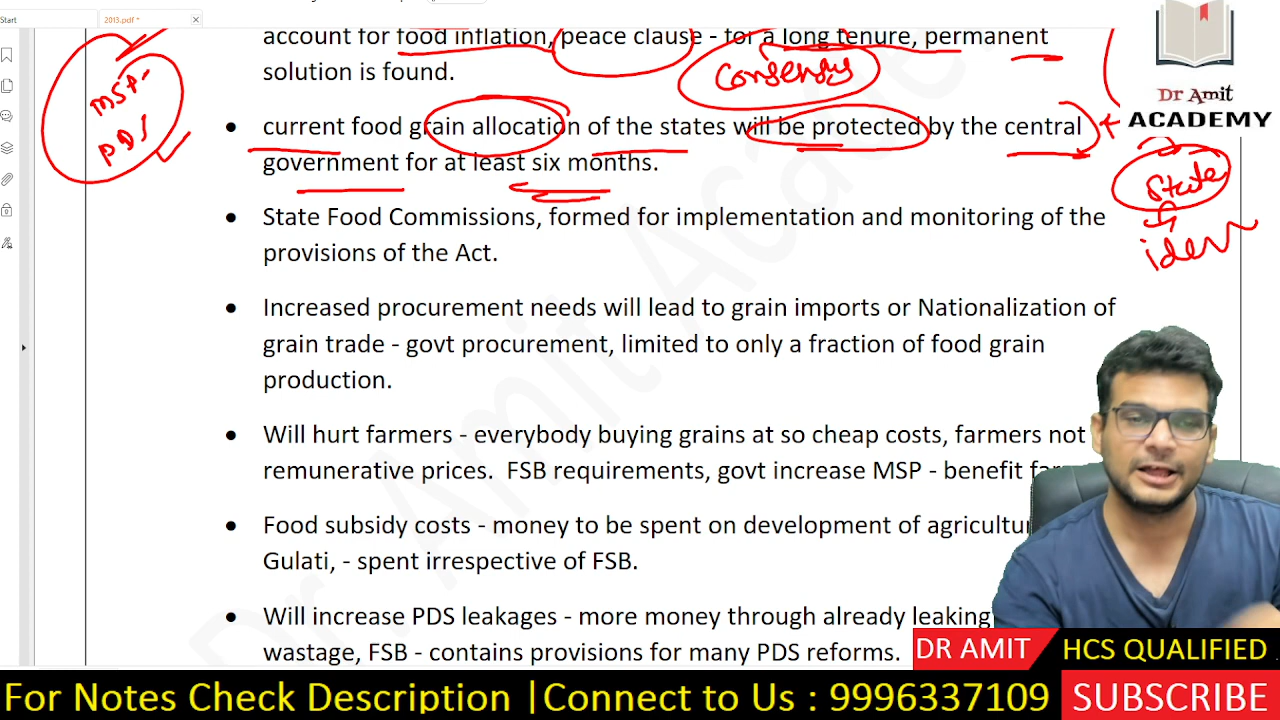 Start
2013.pdf *
account for food inflation, peace clause - for a long tenure, permanent
solution is found.
Consensus
MSP
PDS
current food grain allocation of the states will be protected by the central
government for at least six months.
Dr Amit
ACADEMY
State
iden
State Food Commissions, formed for implementation and monitoring of the
provisions of the Act.
Increased procurement needs will lead to grain imports or Nationalization of
grain trade - govt procurement, limited to only a fraction of food grain
production.
Will hurt farmers - everybody buying grains at so cheap costs, farmers not
remunerative prices. FSB requirements, govt increase MSP - benefit
Food subsidy costs - money to be spent on development of
Gulati, - spent irrespective of FSB.
Will increase PDS leakages - more money through already leaking
wastage, FSB - contains provisions for many PDS reforms.
DR AMIT HCS QUALIFIED
For Notes Check Description |Connect to Us : 9996337109 SUBSCRIBE